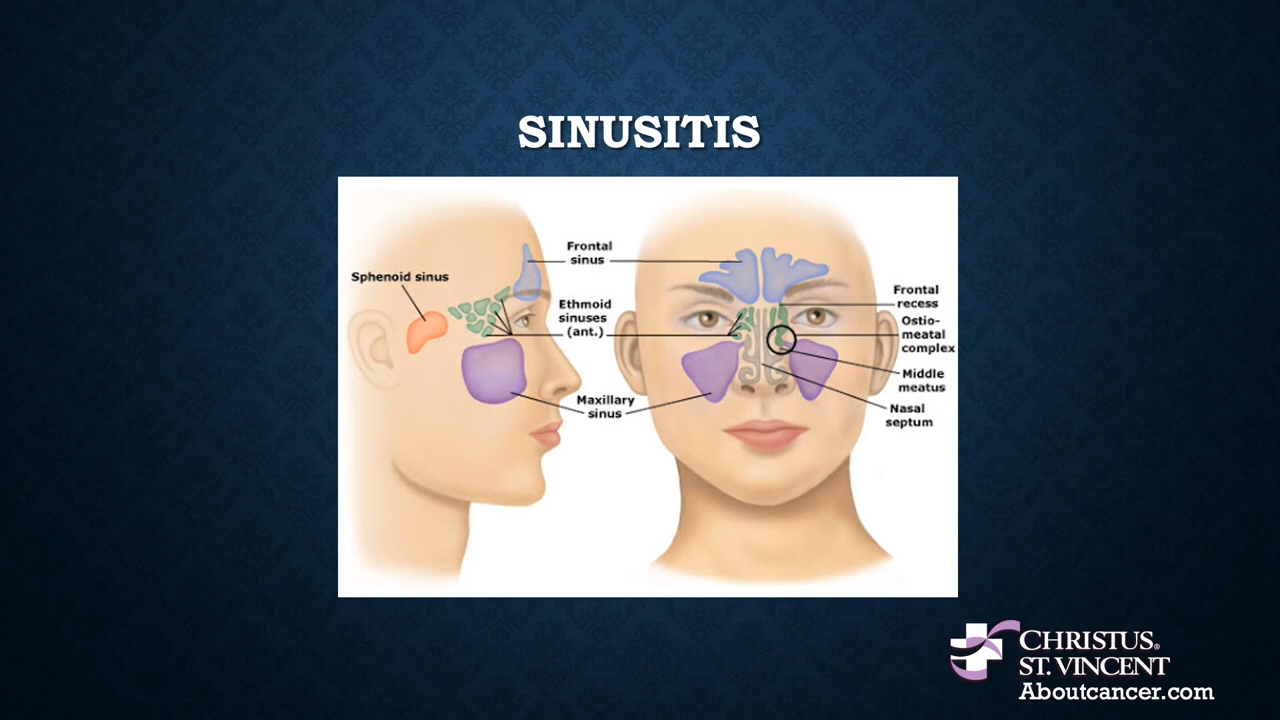 SINUSITIS
Sphenoid sinus
Frontal
sinus
Ethmoid
sinuses
(ant.)
Maxillary
sinus
Frontal
recess
Ostio-
meatal
complex
Middle
meatus
Nasal
septum
CHRISTUS®
ST. VINCENT
Aboutcancer.com